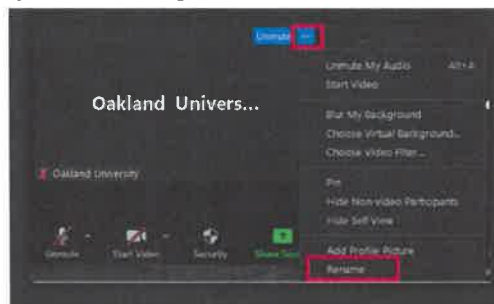 Unmute ...
Unmute My Audio Alt+A
Start Video
Oakland Univers...
Blur My Background
Choose Virtual Background...
Choose Video Filter...
Oakland University
Pin
Hide Non-video Participants
Hide Self View
Unmute Start Video Security Share
Add Profile Picture
Rename